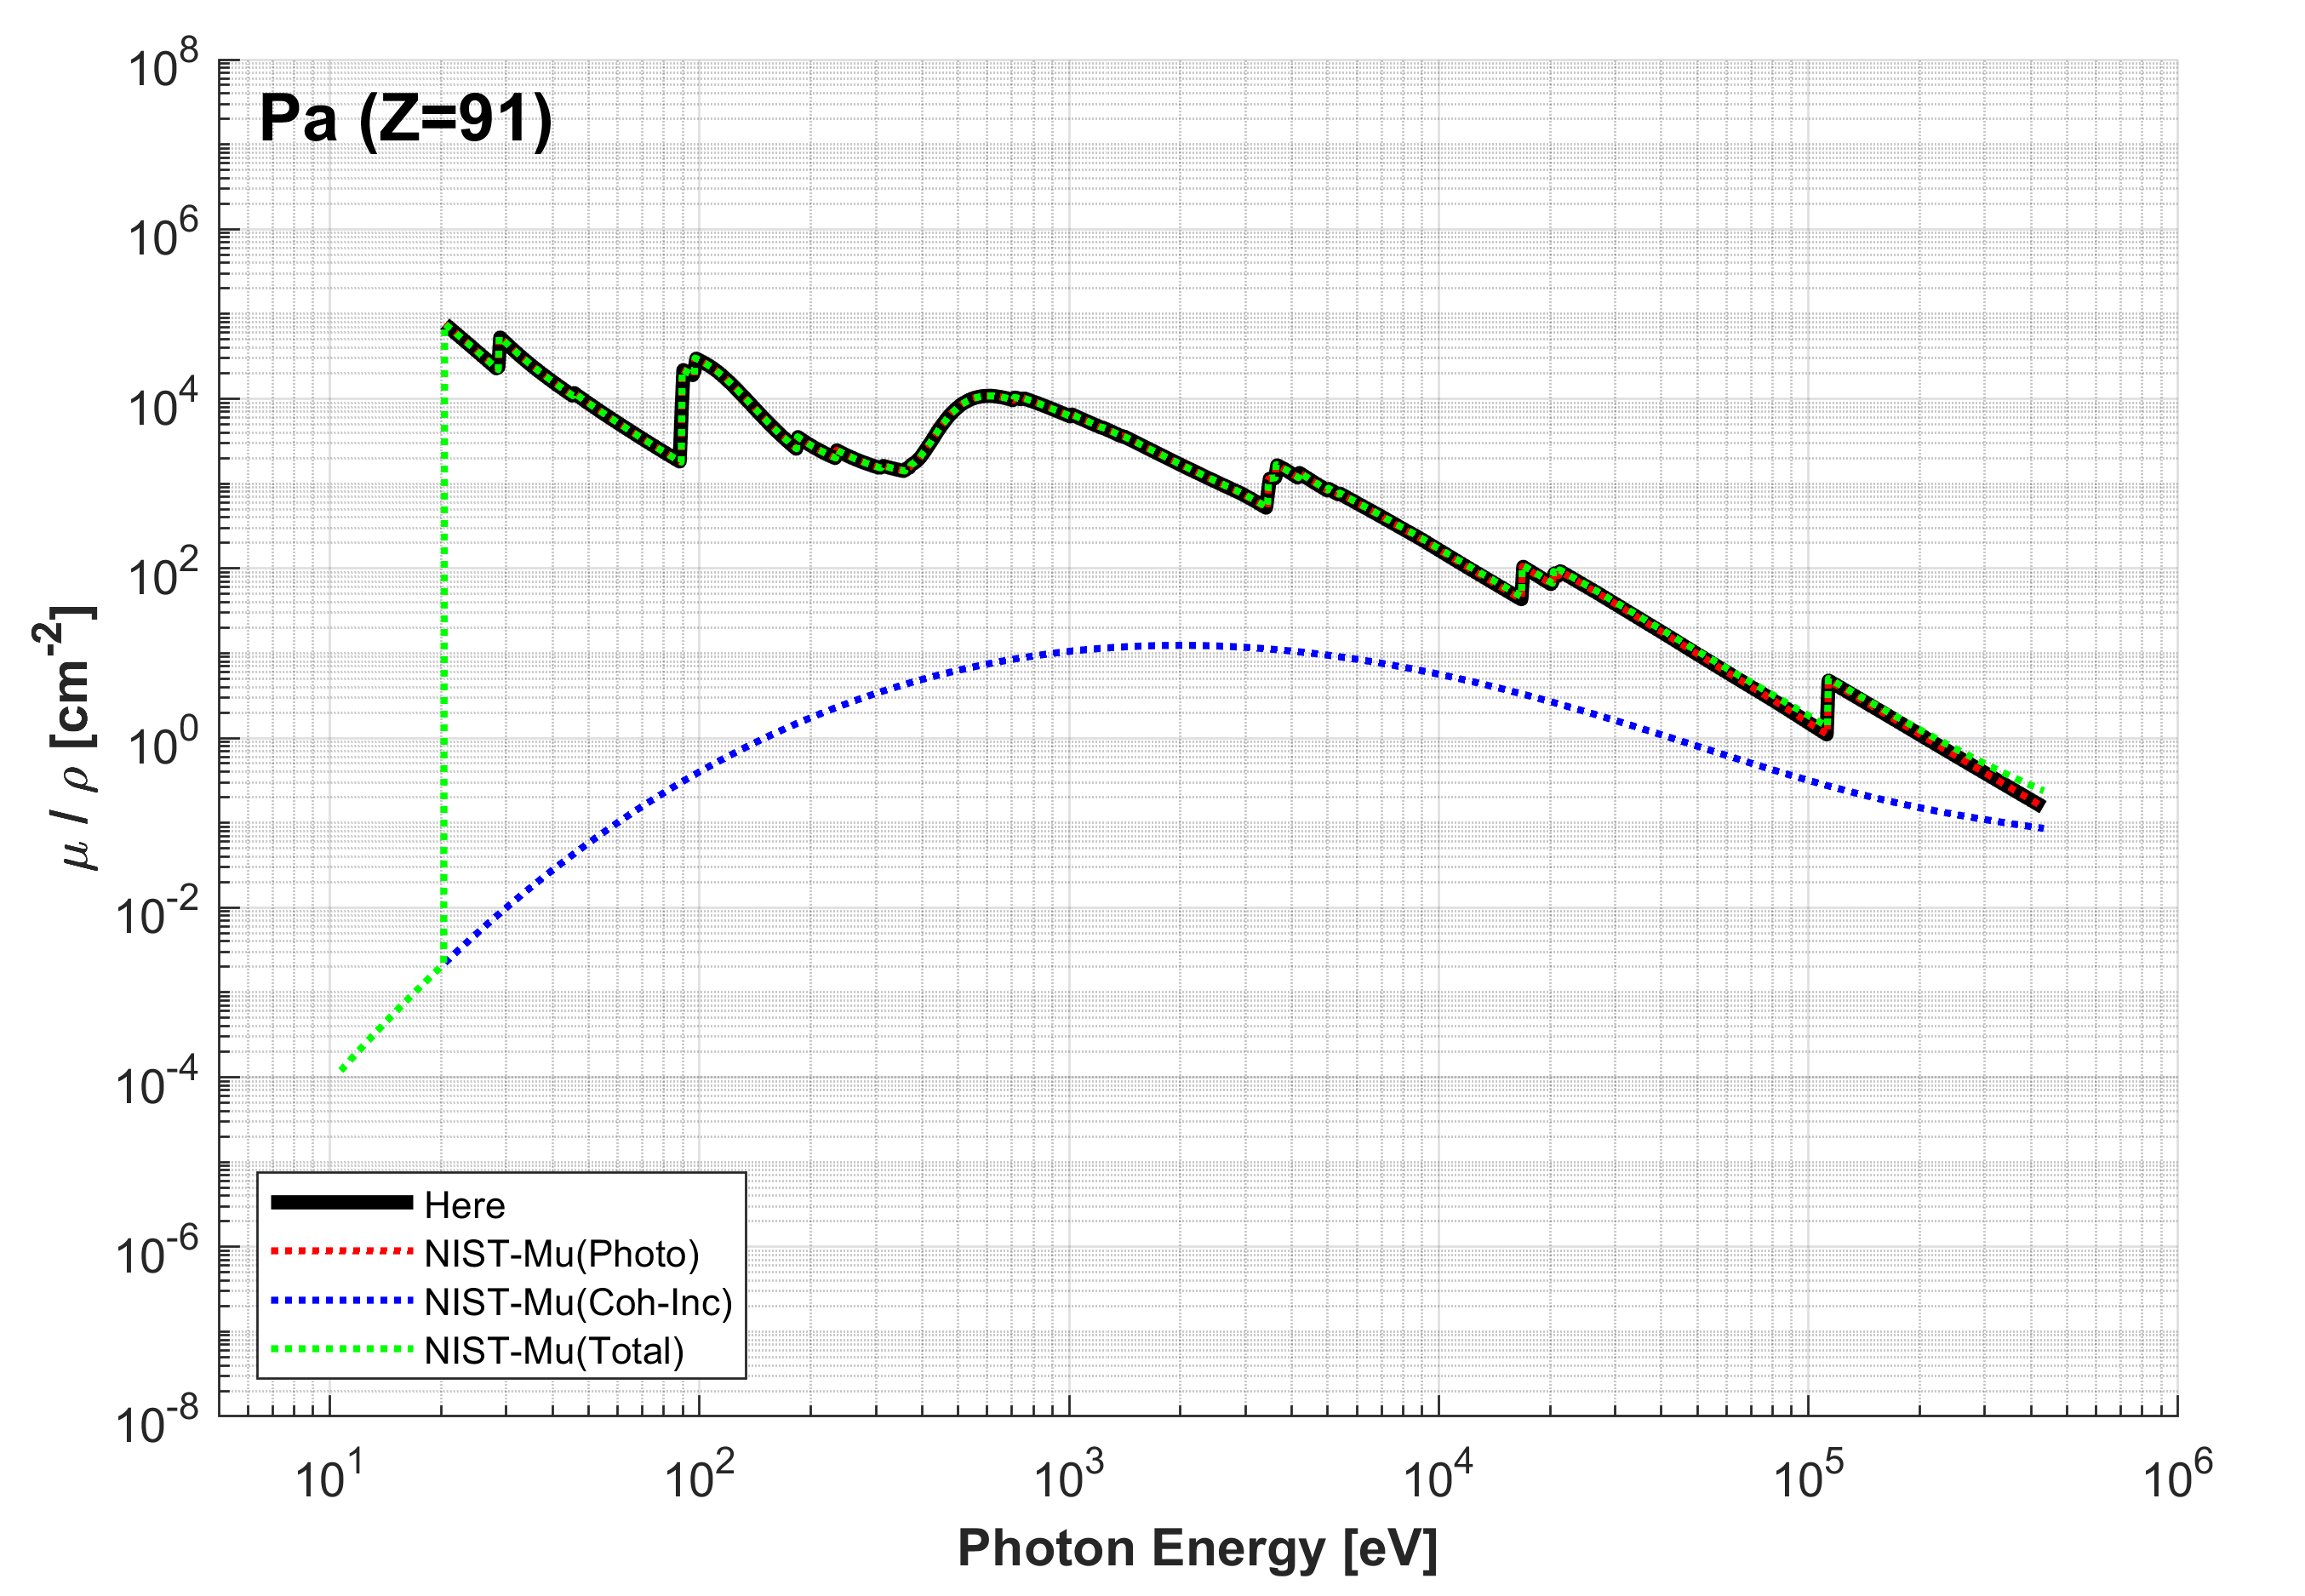 Pa (Z=91)
10^8
10^6
10^4
10^2
10^0
10^-2
10^-4
10^-6
10^-8
μ / ρ [cm^-2]
Here
NIST-Mu(Photo)
NIST-Mu(Coh-Inc)
NIST-Mu(Total)
10^1 10^2 10^3 10^4 10^5 10^6
Photon Energy [eV]